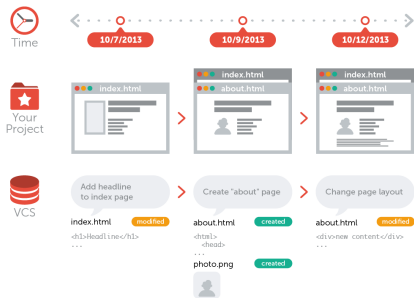 Time
10/7/2013
10/9/2013
10/12/2013
Your
Project
index.html
index.html
about.html
index.html
about.html
VCS
Add headline
to index page
Create "about" page
Change page layout
index.html
modified
<h1>Headline</h1>
...
about.html
created
<html>
<head>
...
photo.png
created
about.html
modified
<div>new content</div>
...